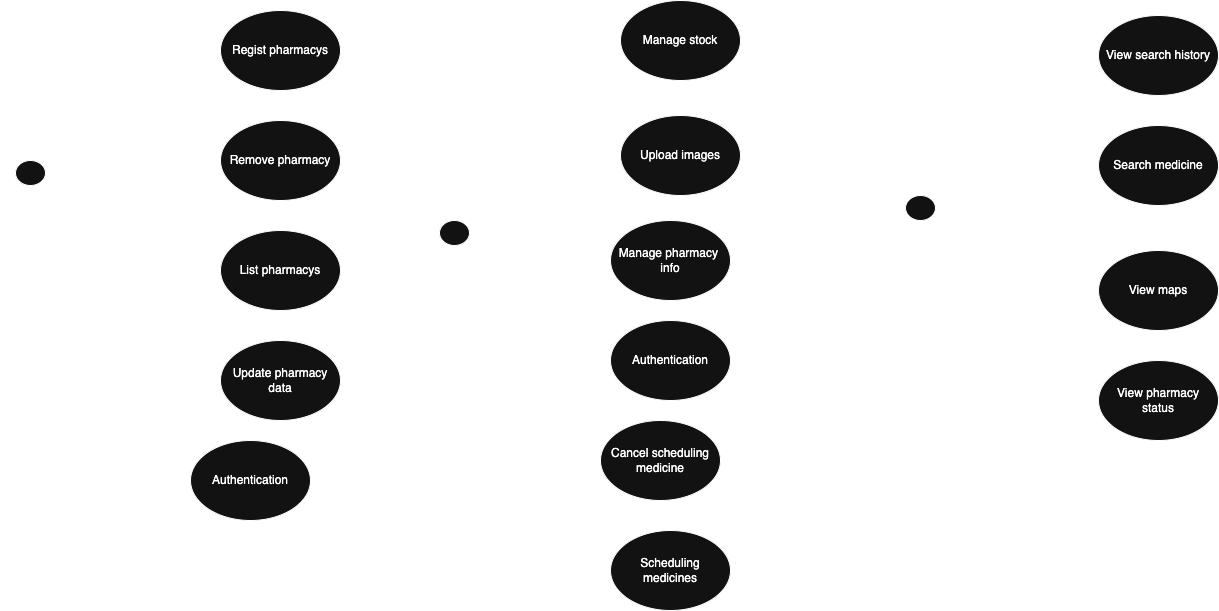 Regist pharmacys
Remove pharmacy
List pharmacys
Update pharmacy
data
Authentication
Manage stock
Upload images
Manage pharmacy
info
Authentication
Cancel scheduling
medicine
Scheduling
medicines
View search history
Search medicine
View maps
View pharmacy
status